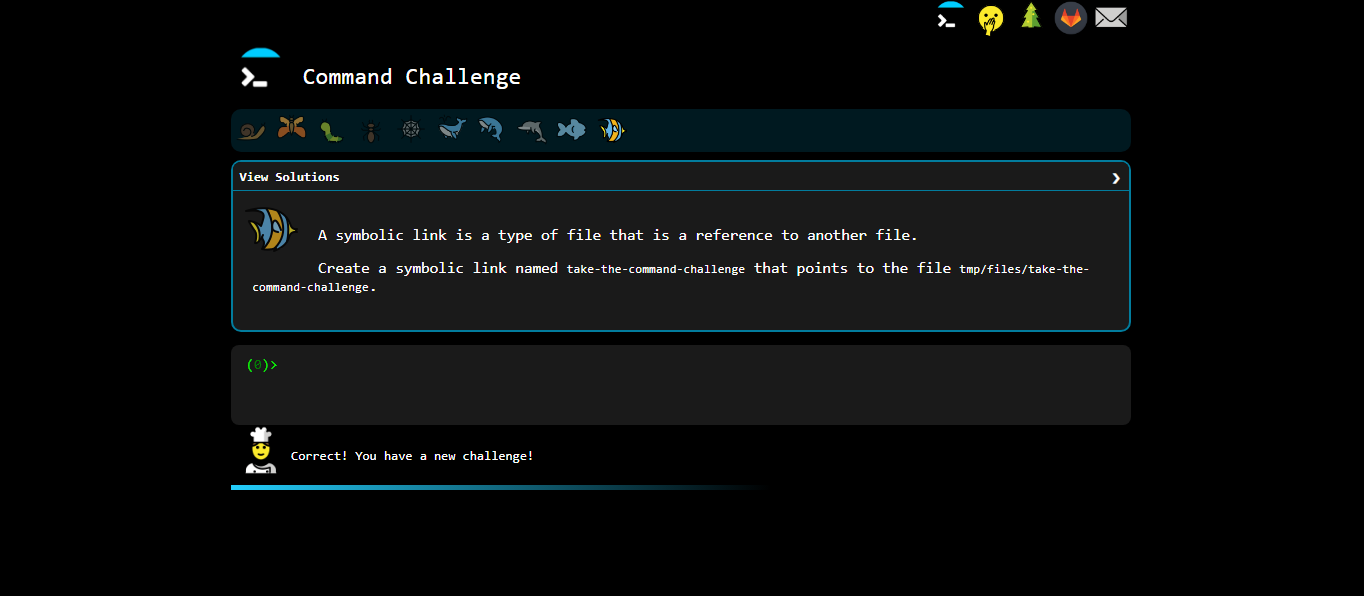 Command Challenge
View Solutions
A symbolic link is a type of file that is a reference to another file.
Create a symbolic link named take-the-command-challenge that points to the file tmp/files/take-the-
command-challenge.
(0)>
Correct! You have a new challenge!